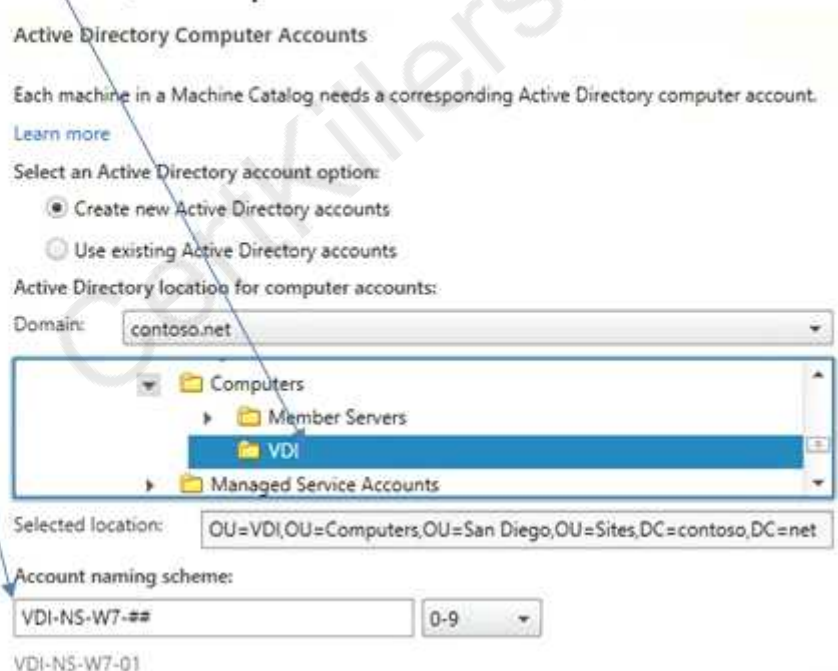 Active Directory Computer Accounts
Each machine in a Machine Catalog needs a corresponding Active Directory computer account.
Learn more
Select an Active Directory account option:
Create new Active Directory accounts
Use existing Active Directory accounts
Active Directory location for computer accounts:
Domain: contoso.net
Computers
Member Servers
VDI
Managed Service Accounts
Selected location: OU=VDI,OU=Computers,OU=San Diego,OU=Sites,DC=contoso,DC=net
Account naming scheme:
VDI-NS-W7-## 0-9
VDI-NS-W7-01
CertKillers